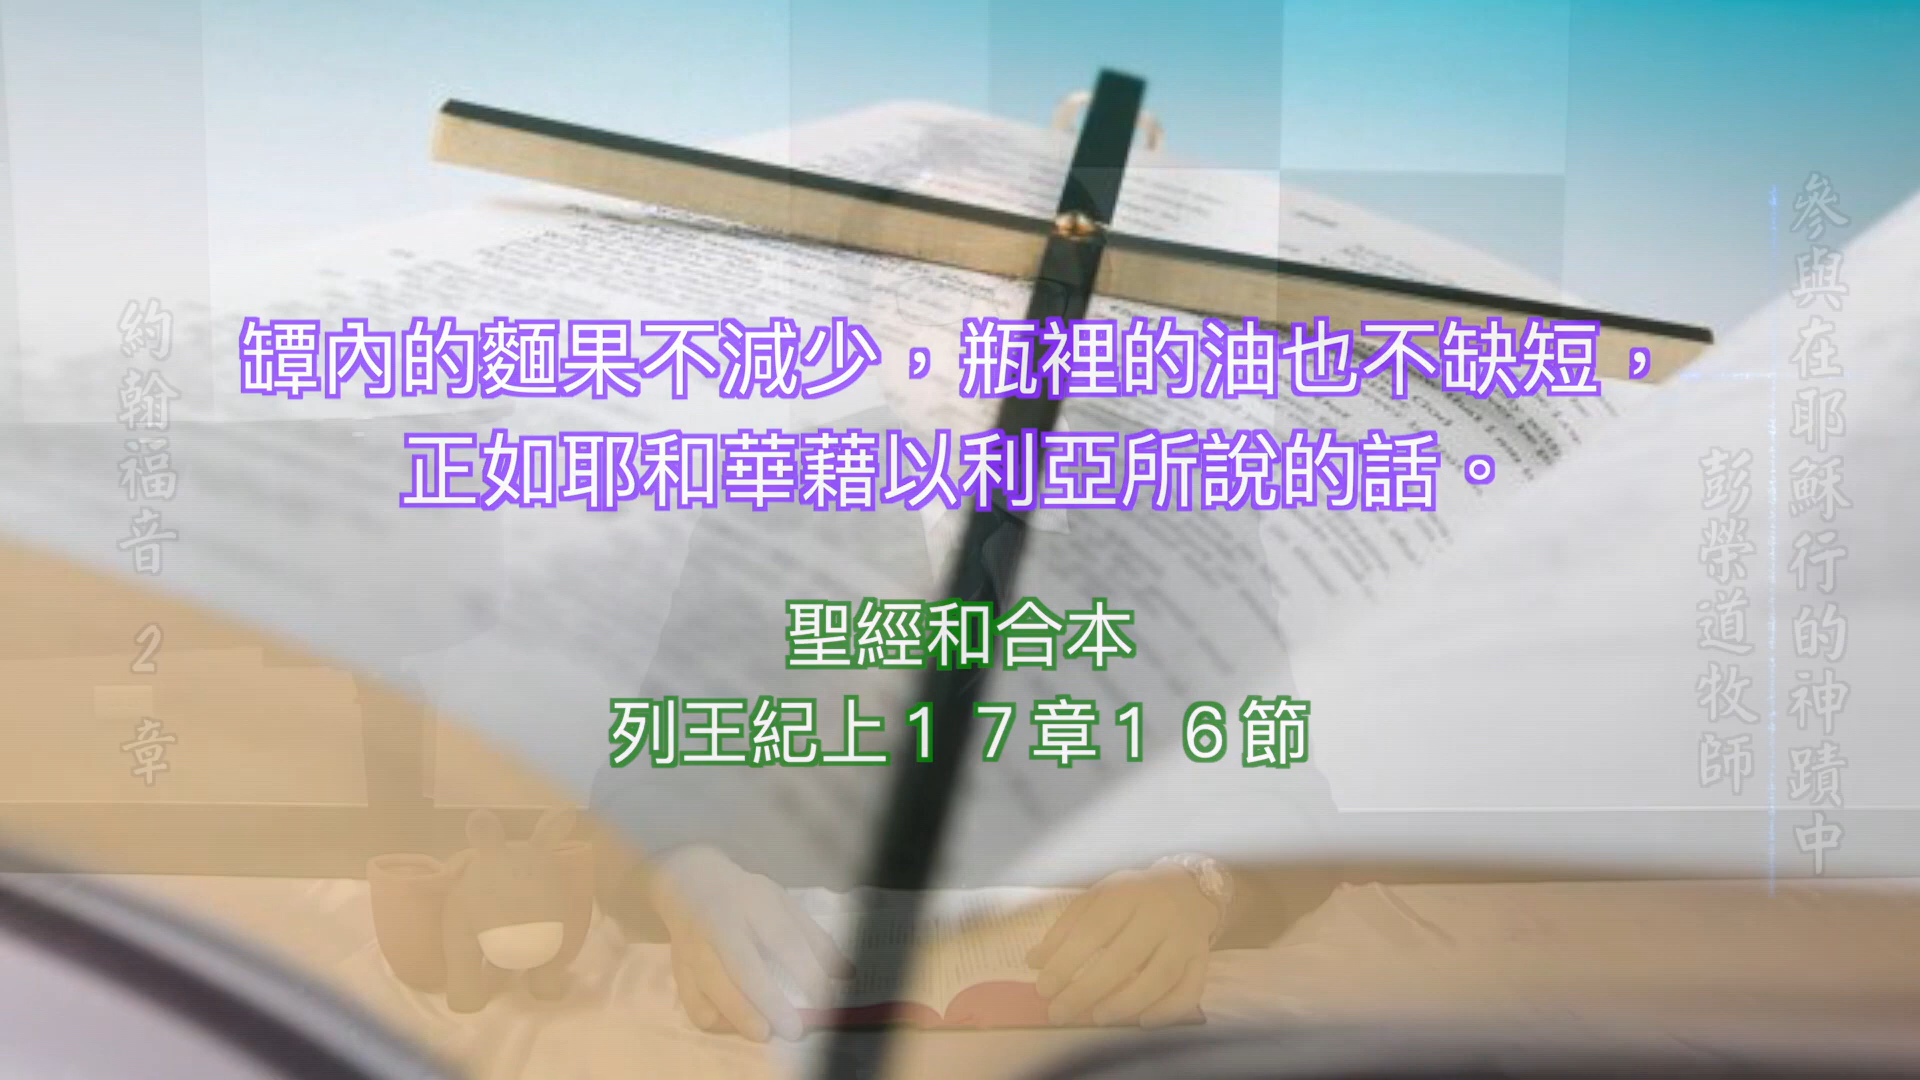 罈內的麵果不減少，瓶裡的油也不缺短，
正如耶和華藉以利亞所說的話。
聖經和合本
列王紀上１７章１６節
參與在耶穌行的神蹟中
彭榮道牧師
約翰福音２章